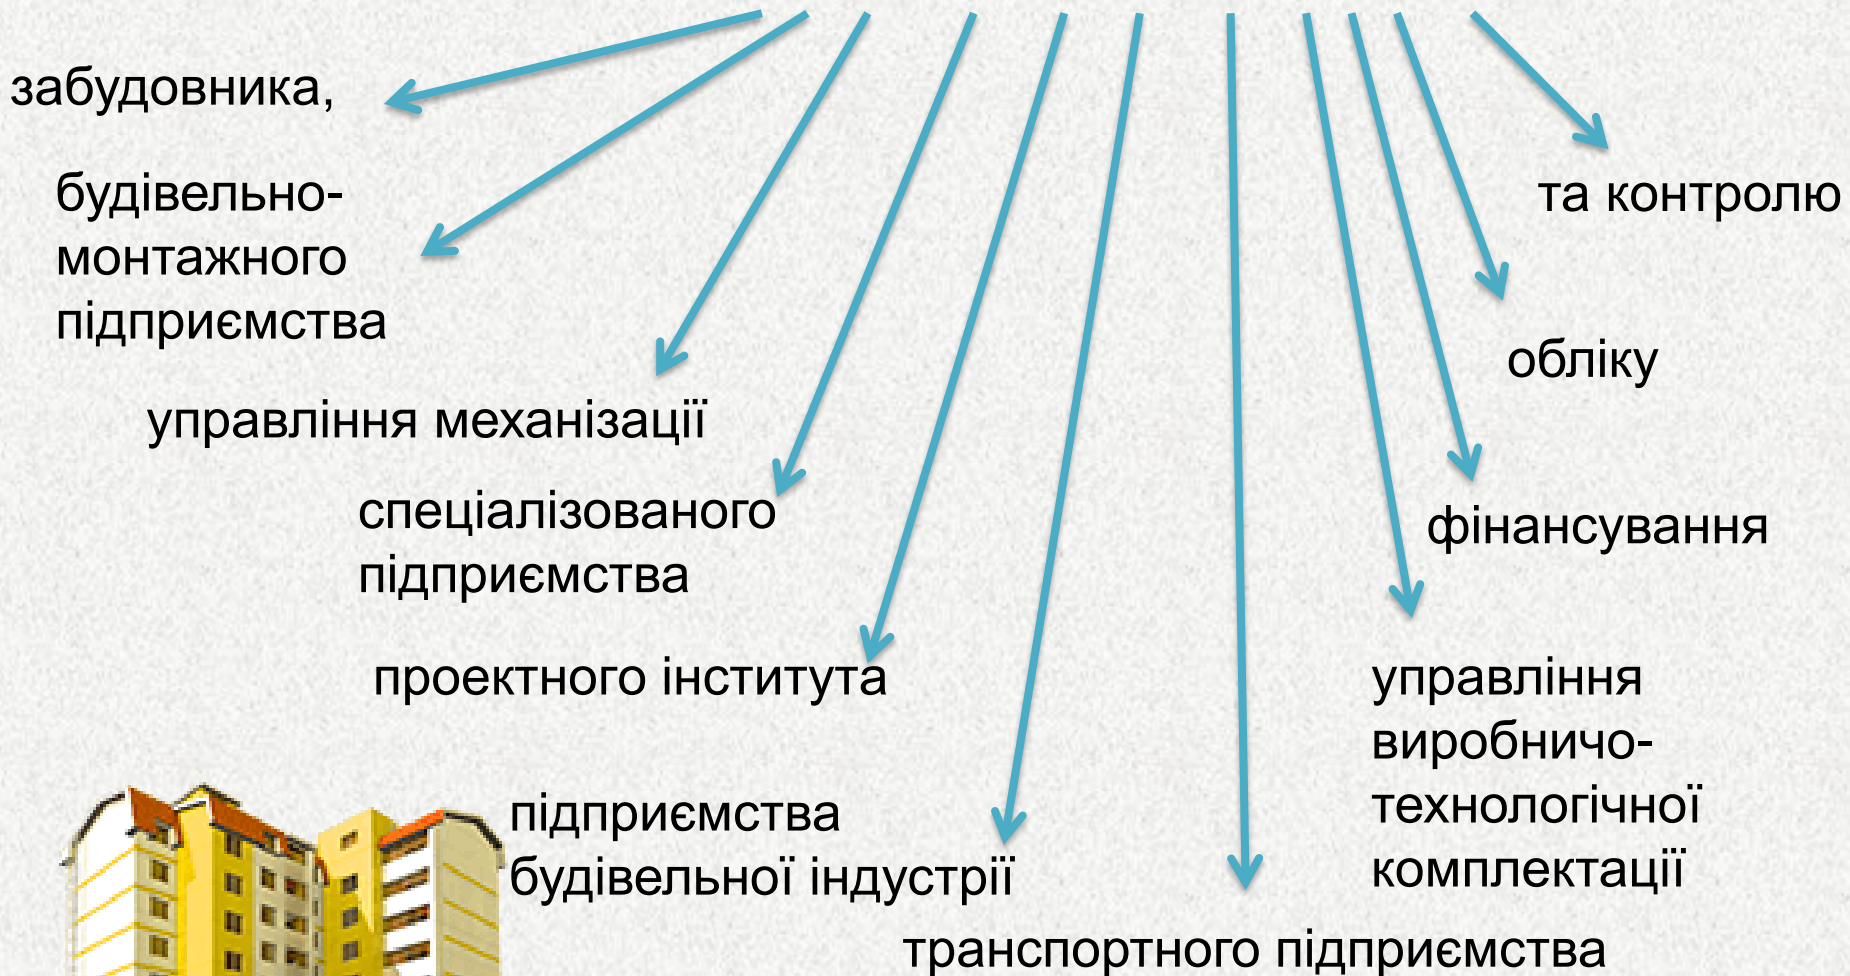 забудовника,
будівельно-
монтажного
підприємства
управління механізації
спеціалізованого
підприємства
проектного інститута
підприємства
будівельної індустрії
транспортного підприємства
управління
виробничо-
технологічної
комплектації
фінансування
обліку
та контролю